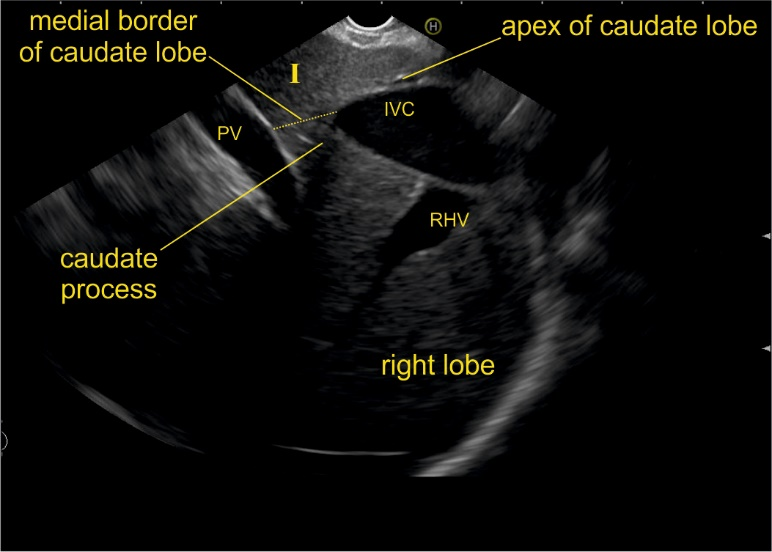 medial border
of caudate lobe
H
apex of caudate lobe
I
IVC
PV
RHV
caudate
process
right lobe